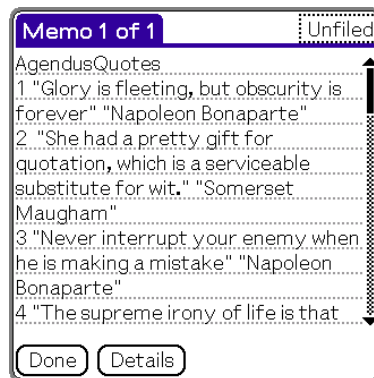 Memo 1 of 1
Unfiled
AgendusQuotes
1 "Glory is fleeting, but obscurity is
forever" "Napoleon Bonaparte"
2  "She had a pretty gift for
quotation, which is a serviceable
substitute for wit." "Somerset
Maugham"
3 "Never interrupt your enemy when
he is making a mistake" "Napoleon
Bonaparte"
4 "The supreme irony of life is that
Done
Details